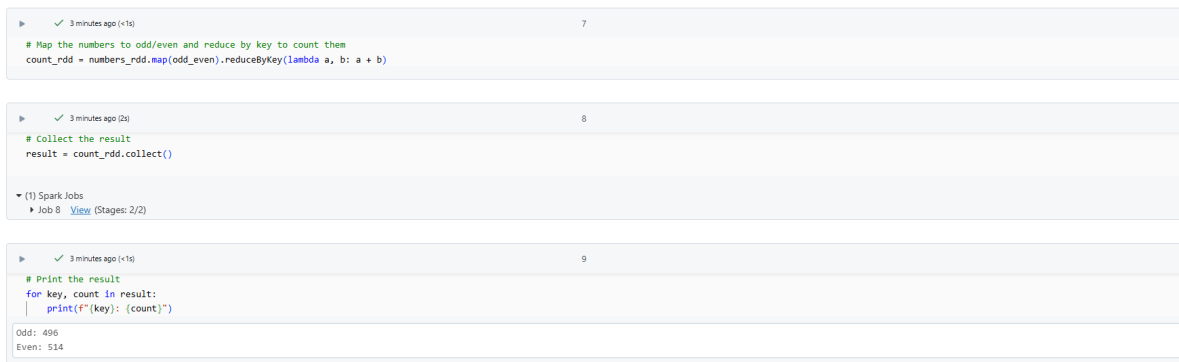 3 minutes ago (<1s)
7
# Map the numbers to odd/even and reduce by key to count them
count_rdd = numbers_rdd.map(odd_even).reduceByKey(lambda a, b: a + b)
3 minutes ago (2s)
8
# Collect the result
result = count_rdd.collect()
(1) Spark Jobs
Job 8 View (Stages: 2/2)
3 minutes ago (<1s)
9
# Print the result
for key, count in result:
    print(f"{key}: {count}")
Odd: 496
Even: 514